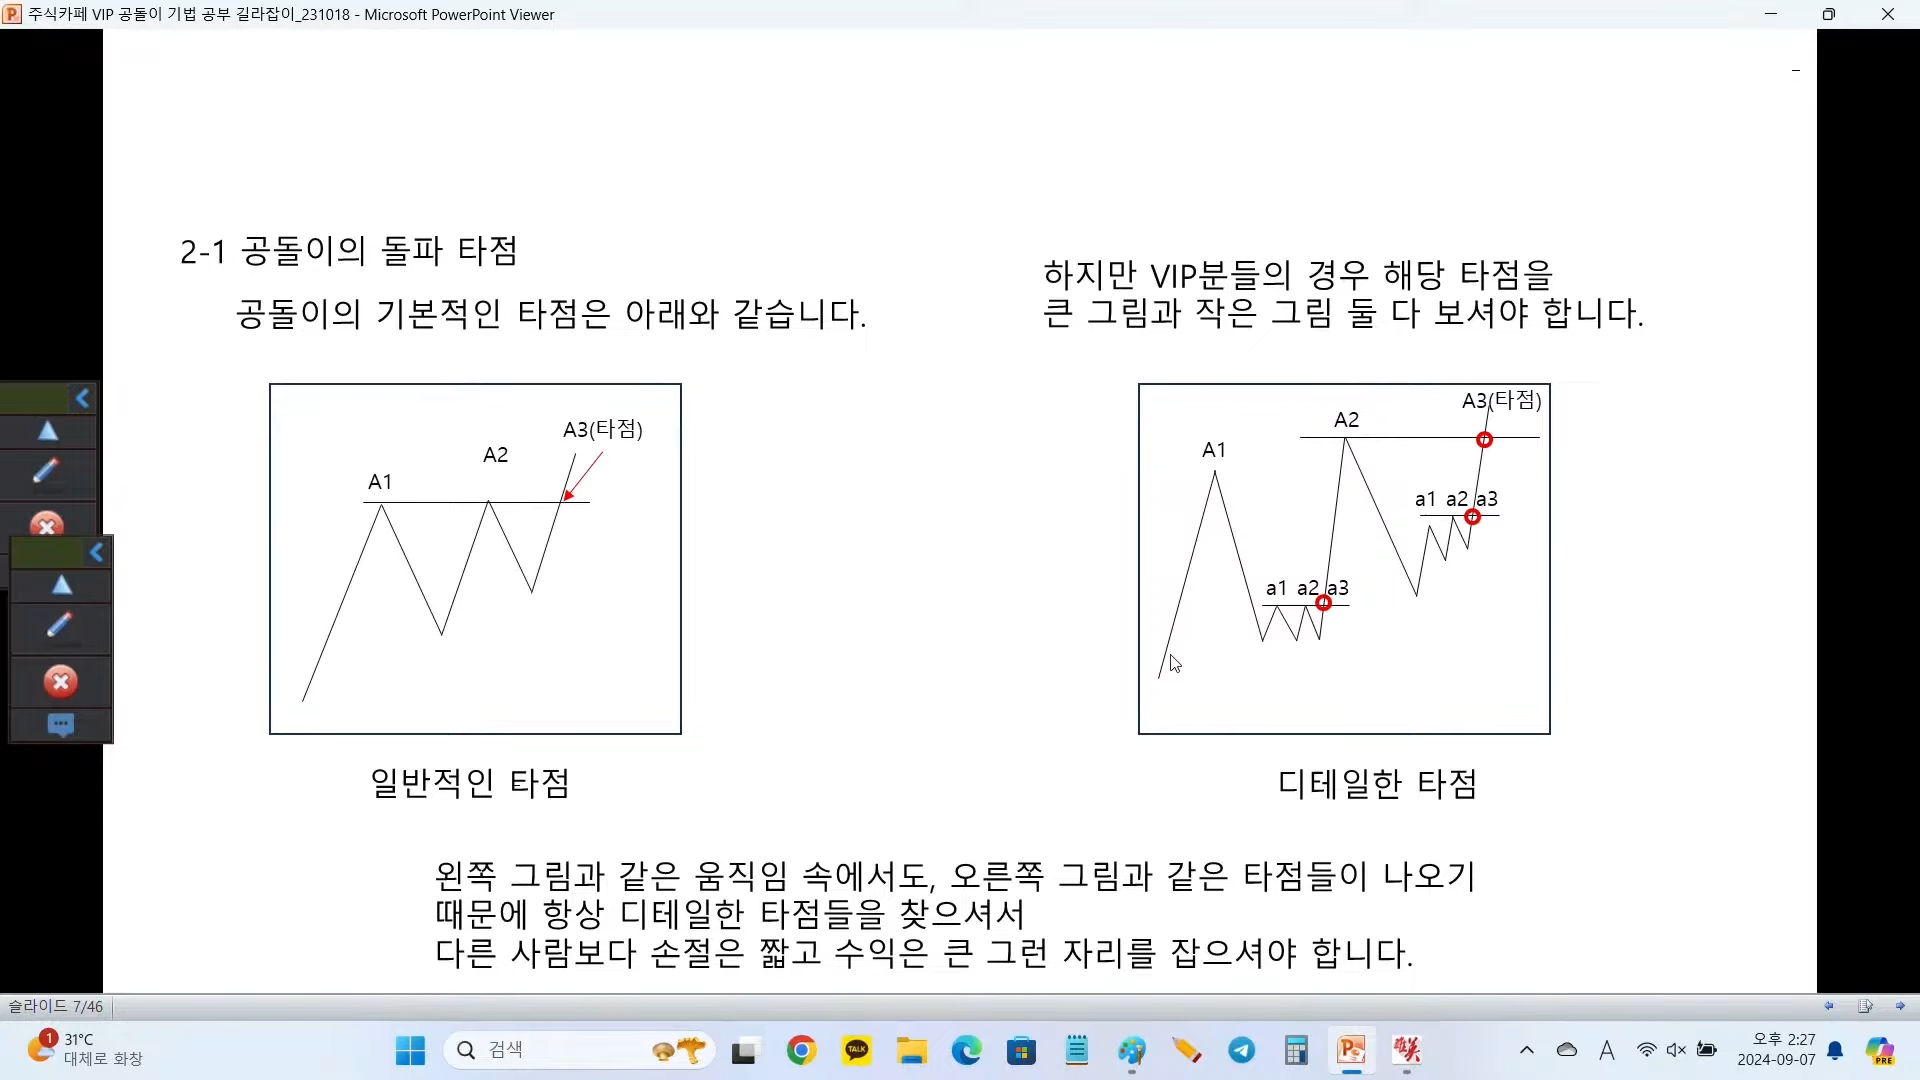 주식카페 VIP 공돌이 기법 공부 길라잡이_231018 - Microsoft PowerPoint Viewer
2-1 공돌이의 돌파 타점
공돌이의 기본적인 타점은 아래와 같습니다.
A1
A2
A3(타점)
일반적인 타점
하지만 VIP분들의 경우 해당 타점을
큰 그림과 작은 그림 둘 다 보셔야 합니다.
A1
A2
A3(타점)
a1 a2 a3
a1 a2 a3
디테일한 타점
왼쪽 그림과 같은 움직임 속에서도, 오른쪽 그림과 같은 타점들이 나오기
때문에 항상 디테일한 타점들을 찾으셔서
다른 사람보다 손절은 짧고 수익은 큰 그런 자리를 잡으셔야 합니다.
슬라이드 7/46
1
31°C
대체로 화창
검색
TALK
A
오후 2:27
2024-09-07
PRE